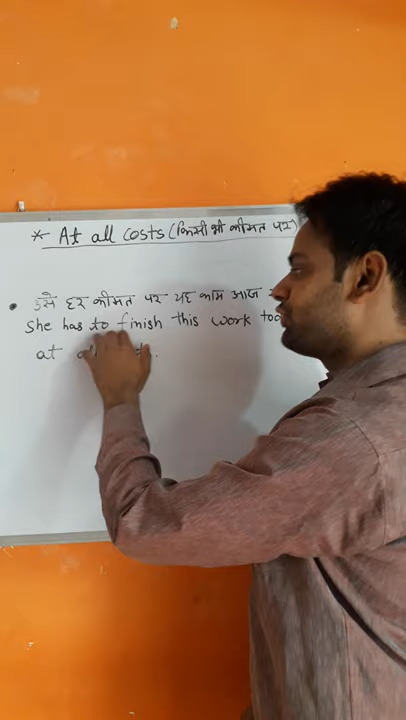 * At all costs (किसी भी कीमत पर)
• उसे हर कीमत पर यह काम आज
She has to finish this work
at